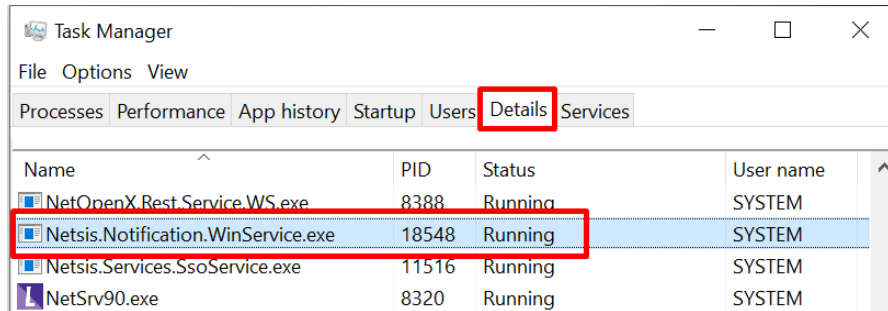 Task Manager
File Options View
Processes Performance App history Startup Users Details Services
Name PID Status User name
NetOpenX.Rest.Service.WS.exe 8388 Running SYSTEM
Netsis.Notification.WinService.exe 18548 Running SYSTEM
Netsis.Services.SsoService.exe 11516 Running SYSTEM
NetSrv90.exe 8320 Running SYSTEM